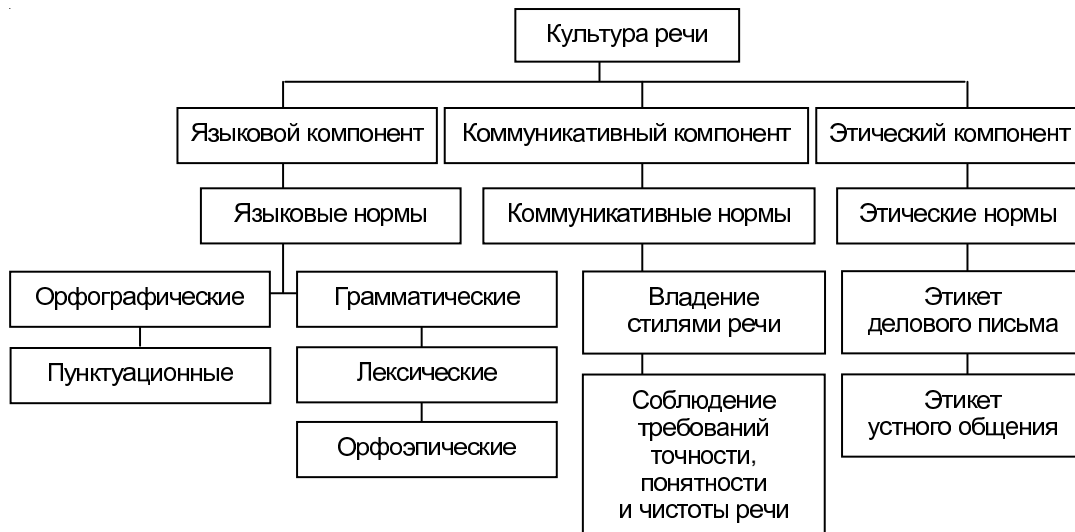 Культура речи
Языковой компонент
Коммуникативный компонент
Этический компонент
Языковые нормы
Коммуникативные нормы
Этические нормы
Орфографические
Грамматические
Владение
стилями речи
Этикет
делового письма
Пунктуационные
Лексические
Орфоэпические
Соблюдение
требований
точности,
понятности
и чистоты речи
Этикет
устного общения